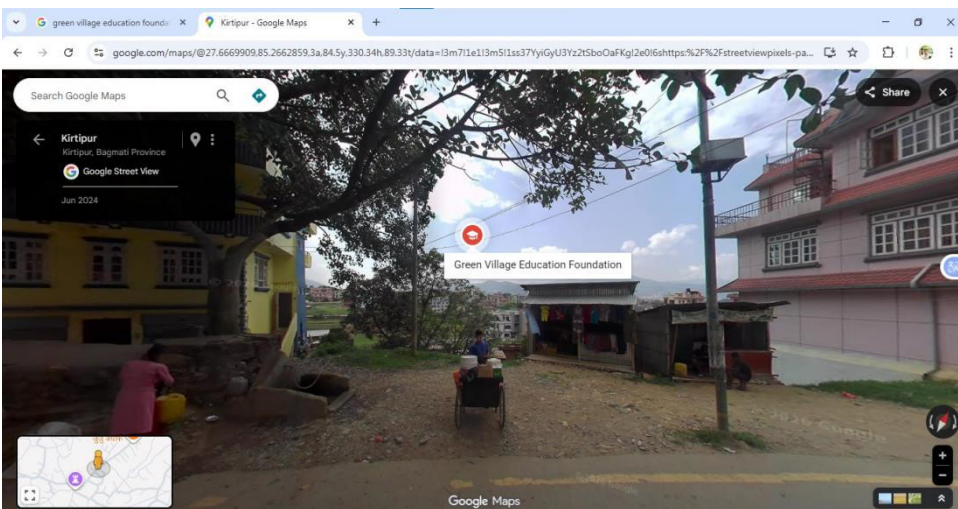 green village education founda
Kirtipur - Google Maps
google.com/maps/@27.6669909,85.2662859,3a,84.5y,330.34h,89.33t/data=!3m7!1e1!3m5!1ss37YyiGyU3Yz2tSboOaFKg!2e0!6shttps:%2F%2Fstreetviewpixels-pa...
Search Google Maps
Share
Kirtipur
Kirtipur, Bagmati Province
Google Street View
Jun 2024
Green Village Education Foundation
Google Maps